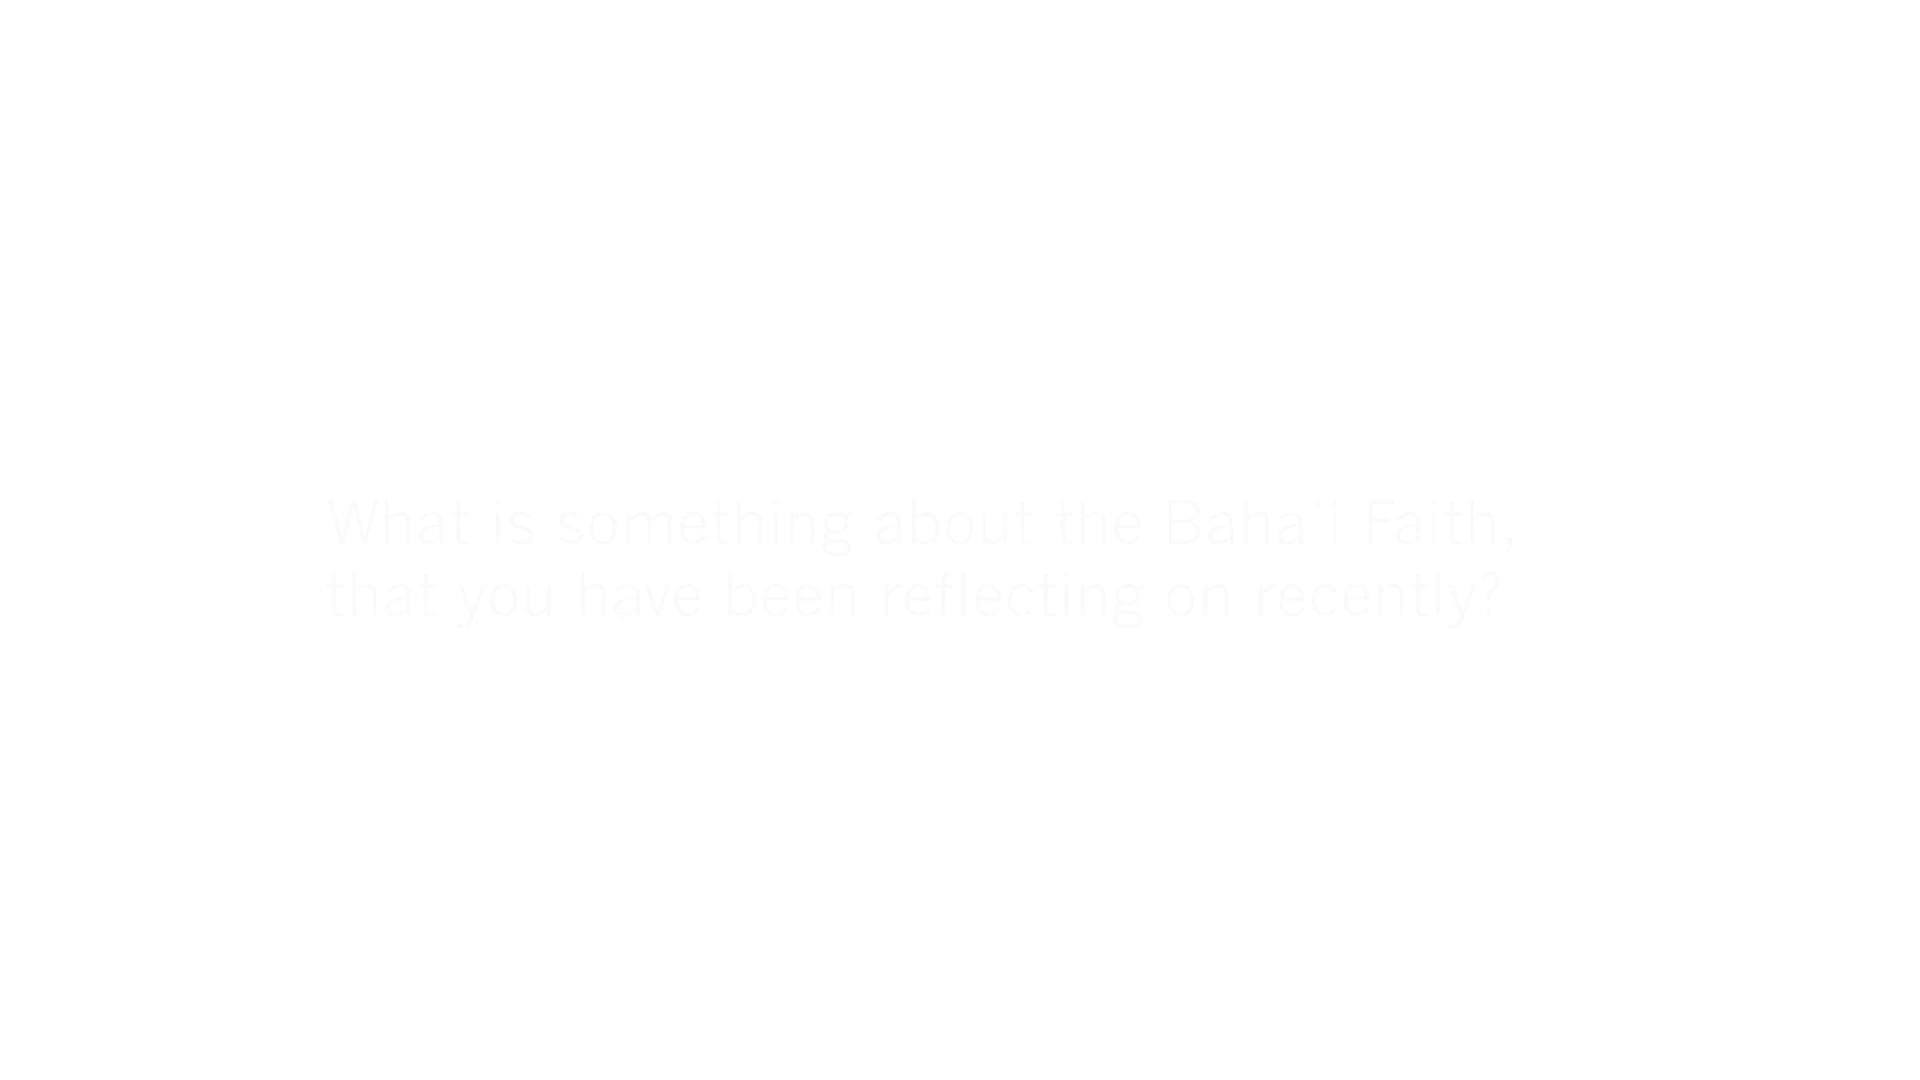 What is something about the Baha'i Faith,
that you have been reflecting on recently?